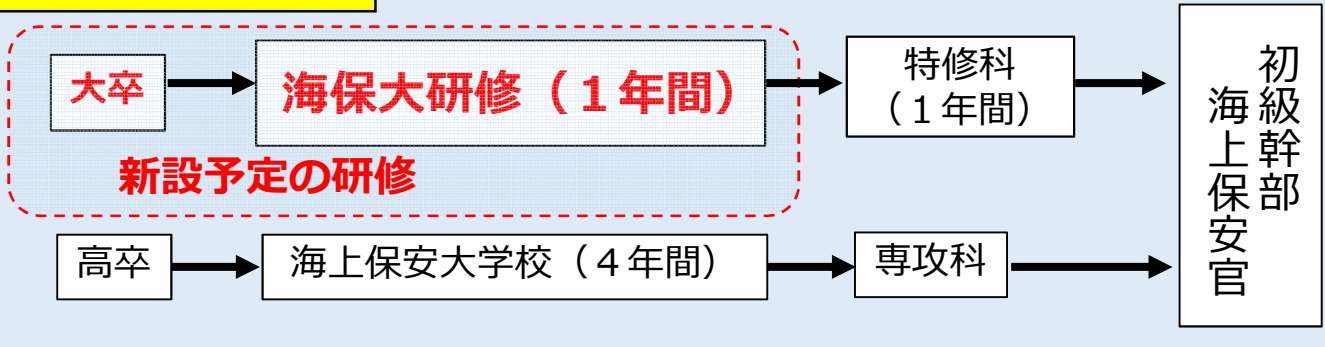 大卒
海保大研修(1年間)
特修科
(1年間)
新設予定の研修
高卒
海上保安大学校(4年間)
専攻科
初級幹部
海上保安官